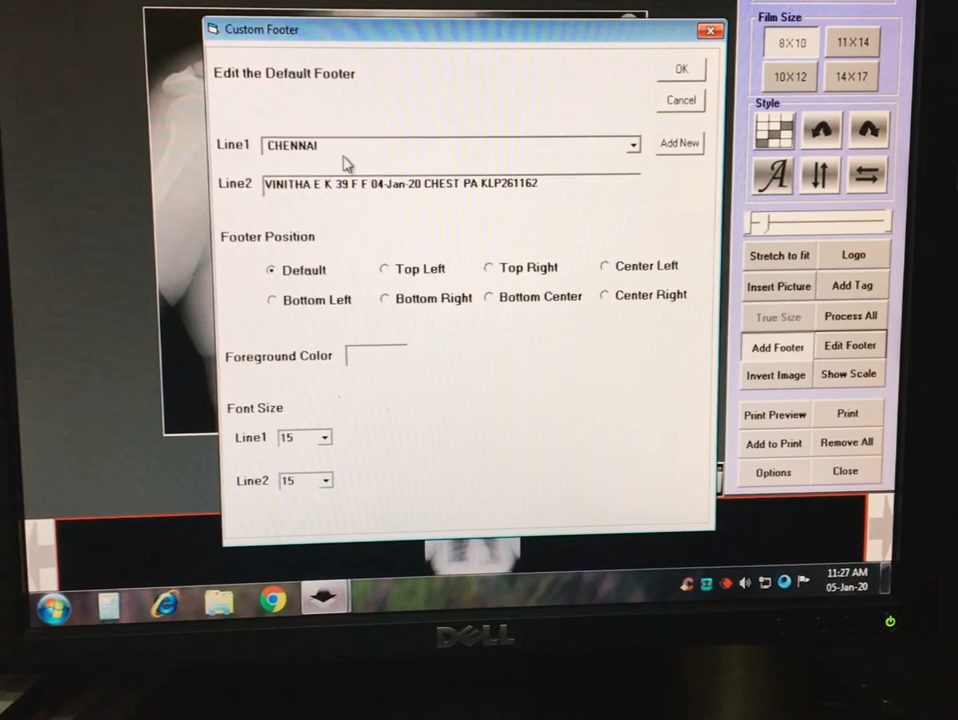 Custom Footer
Edit the Default Footer
OK
Cancel
Line1 CHENNAI
Add New
Line2 VINITHA E K 39 F F 04-Jan-20 CHEST PA KLP261162
Footer Position
Default Top Left Top Right Center Left
Bottom Left Bottom Right Bottom Center Center Right
Foreground Color
Font Size
Line1 15
Line2 15
Film Size
8X10 11X14
10X12 14X17
Style
A
Stretch to fit Logo
Insert Picture Add Tag
True Size Process All
Add Footer Edit Footer
Invert Image Show Scale
Print Preview Print
Add to Print Remove All
Options Close
11:27 AM
05-Jan-20
DELL